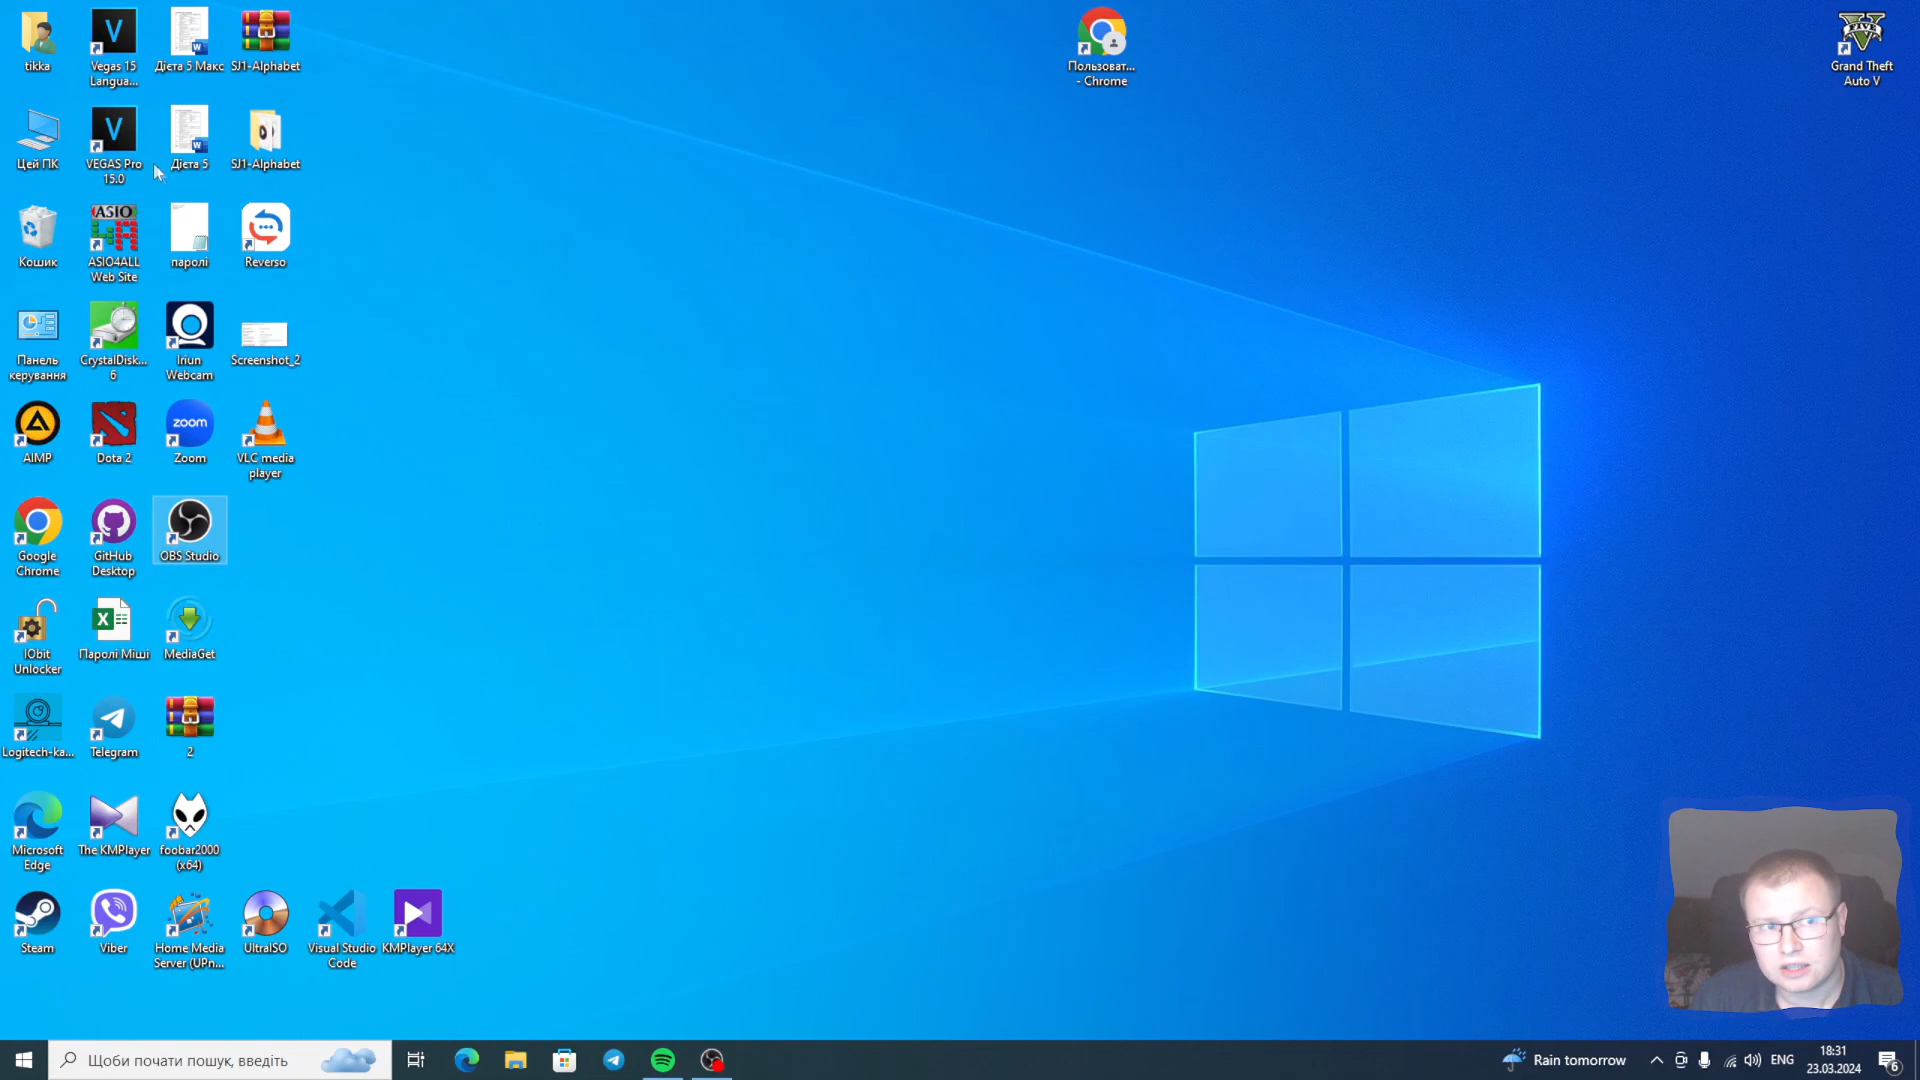 tikka
Vegas 15
Langua...
Дієта 5 Макс
SJ1-Alphabet
Пользоват...
- Chrome
Grand Theft
Auto V
Цей ПК
VEGAS Pro
15.0
Дієта 5
SJ1-Alphabet
Кошик
ASIO
ASIO4ALL
Web Site
паролі
Reverso
Панель
керування
CrystalDisk...
6
Iriun
Webcam
Screenshot_2
AIMP
Dota 2
zoom
Zoom
VLC media
player
Google
Chrome
GitHub
Desktop
OBS Studio
IObit
Unlocker
Паролі Міші
MediaGet
Logitech-ka...
Telegram
2
Microsoft
Edge
The KMPlayer
foobar2000
(x64)
Steam
Viber
Home Media
Server (UPn...
UltraISO
Visual Studio
Code
KMPlayer 64X
Щоби почати пошук, введіть
Rain tomorrow
ENG
18:31
23.03.2024
6